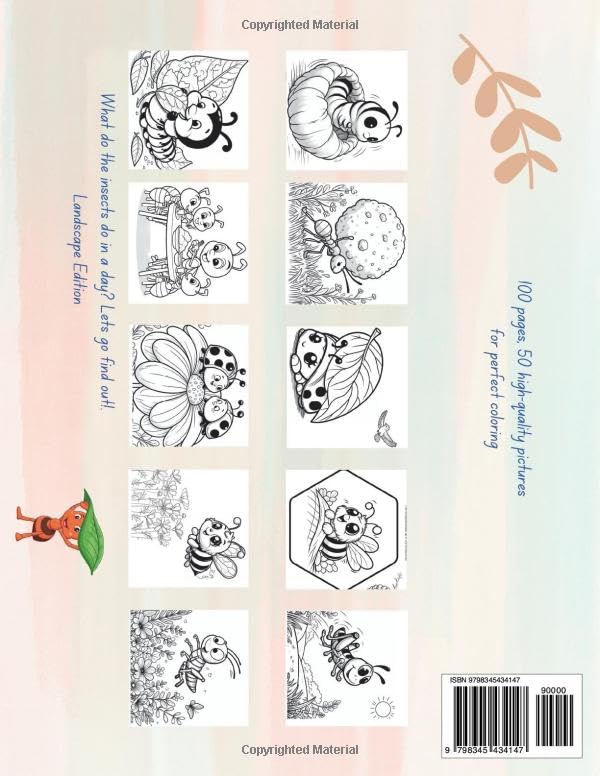 Copyrighted Material
100 pages, 50 high-quality pictures
for perfect coloring
What do the insects do in a day? Lets go find out!.
Landscape Edition
ISBN 9798345434147
90000
9 798345 434147
Copyrighted Material